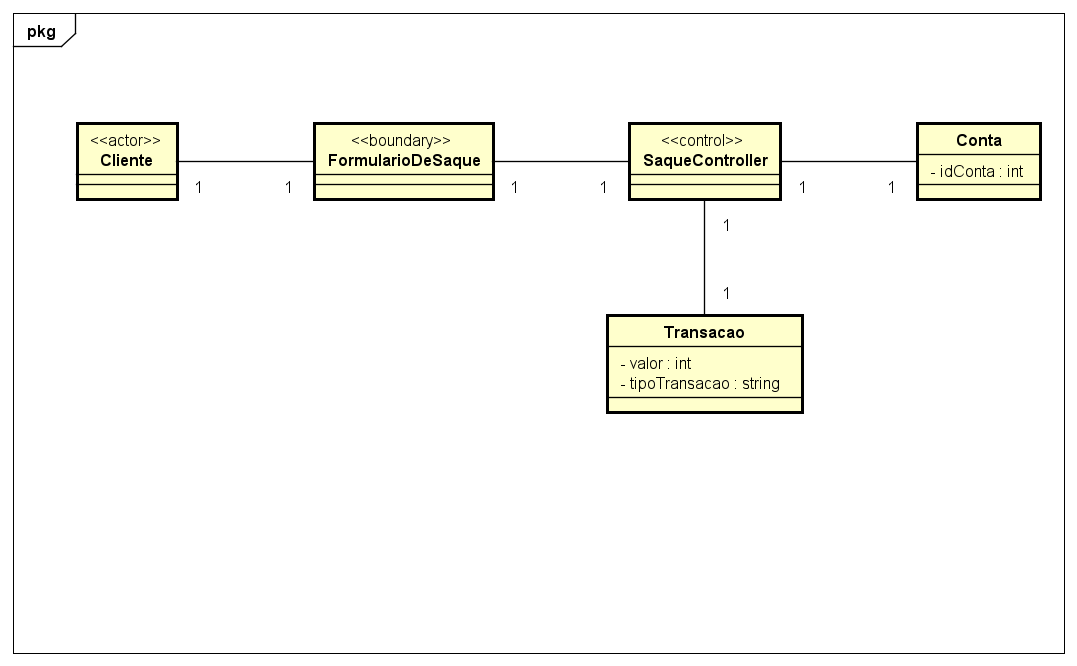 pkg
<<actor>>
Cliente
<<boundary>>
FormularioDeSaque
<<control>>
SaqueController
Conta
- idConta : int
1
1
1
1
1
1
1
1
Transacao
- valor : int
- tipoTransacao : string